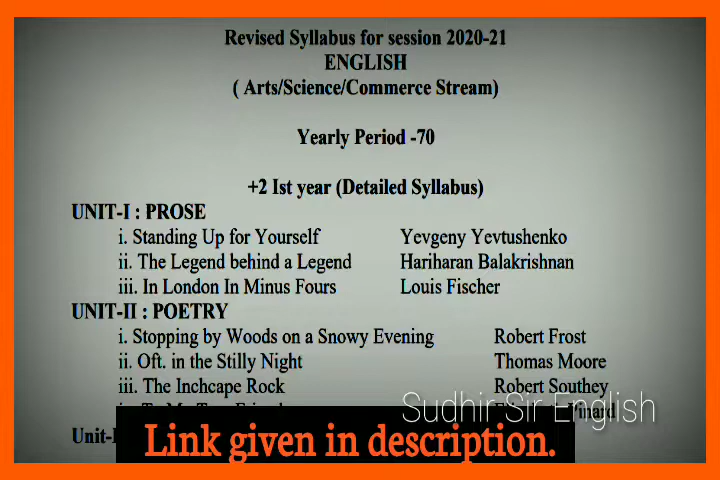 Revised Syllabus for session 2020-21
ENGLISH
( Arts/Science/Commerce Stream)
Yearly Period -70
+2 Ist year (Detailed Syllabus)
UNIT-I : PROSE
i. Standing Up for Yourself Yevgeny Yevtushenko
ii. The Legend behind a Legend Hariharan Balakrishnan
iii. In London In Minus Fours Louis Fischer
UNIT-II : POETRY
i. Stopping by Woods on a Snowy Evening Robert Frost
ii. Oft. in the Stilly Night Thomas Moore
iii. The Inchcape Rock Robert Southey
Pinard
Sudhir Sir English
Link given in description.